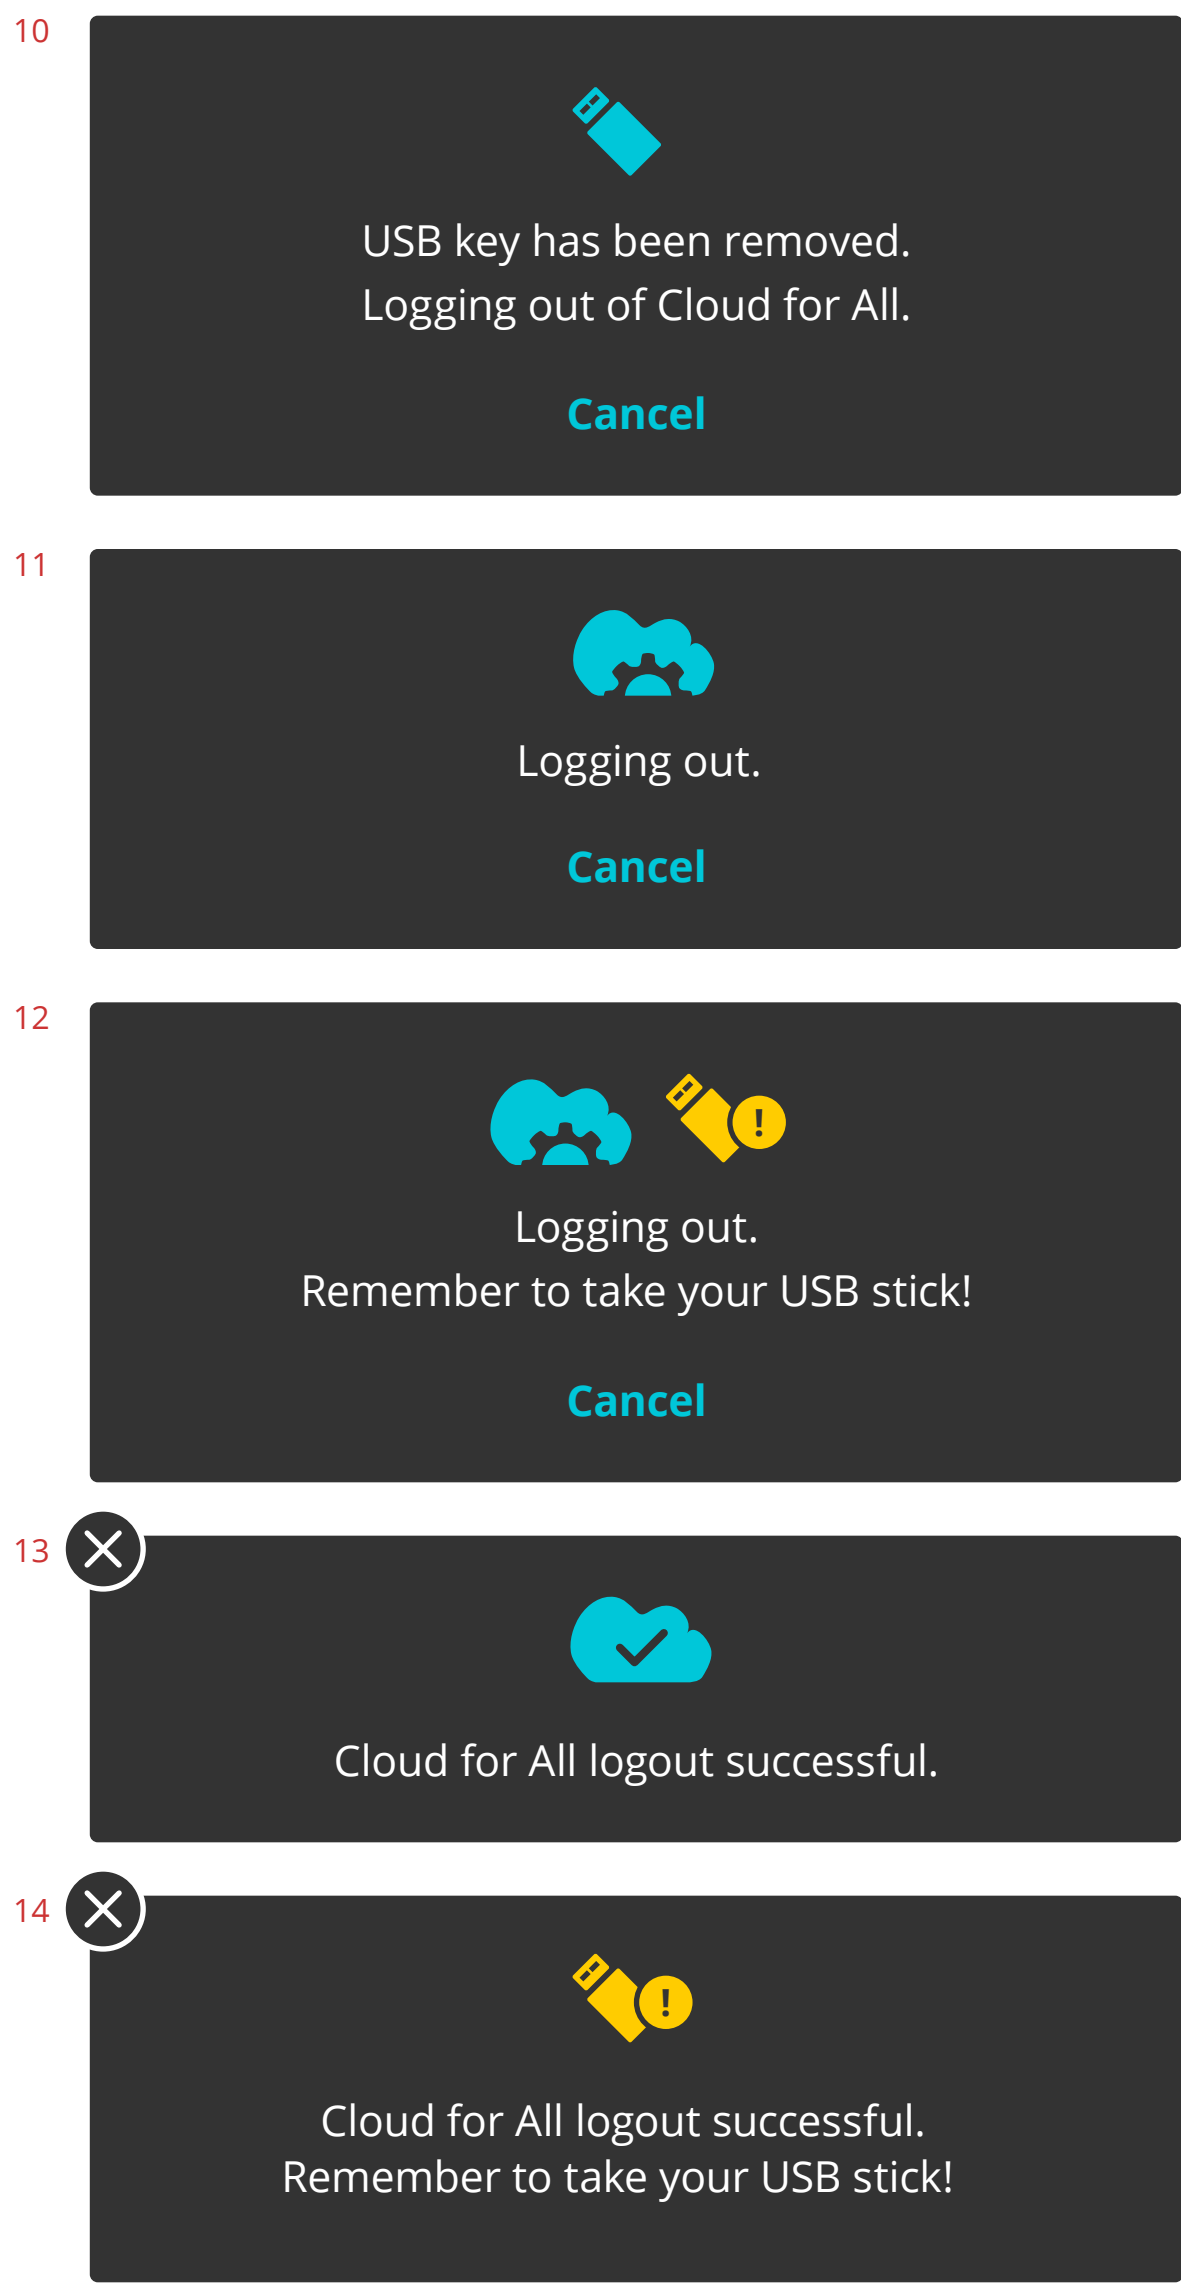 10
USB key has been removed.
Logging out of Cloud for All.
Cancel
11
Logging out.
Cancel
12
!
Logging out.
Remember to take your USB stick!
Cancel
13
Cloud for All logout successful.
14
!
Cloud for All logout successful.
Remember to take your USB stick!